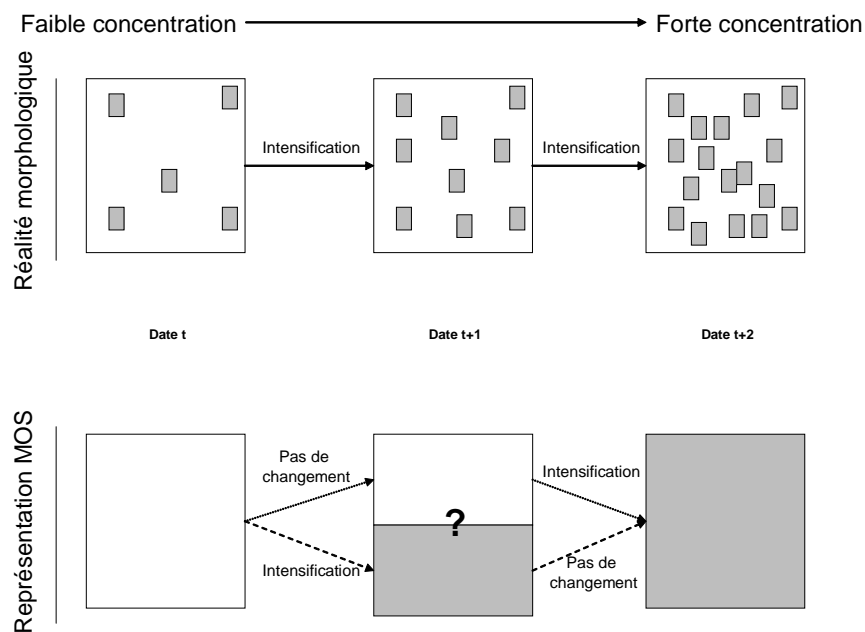 Faible concentration
Forte concentration
Réalité morphologique
Intensification
Intensification
Date t
Date t+1
Date t+2
Représentation MOS
Pas de
changement
Intensification
?
Intensification
Pas de
changement